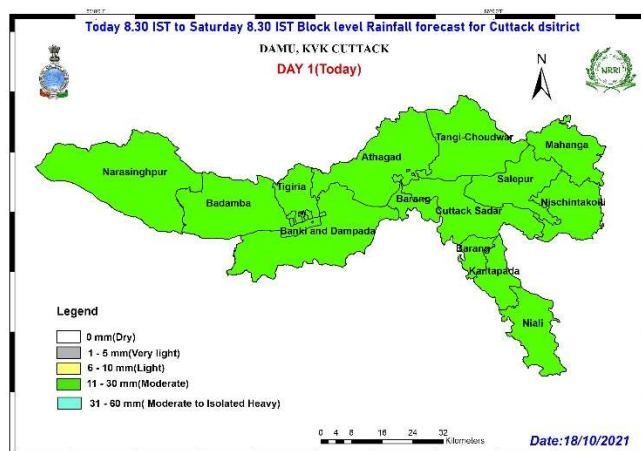 Today 8.30 IST to Saturday 8.30 IST Block level Rainfall forecast for Cuttack dsitrict
DAMU, KVK CUTTACK
DAY 1(Today)
N
NRRI
Tangi-Choudwar
Mahanga
Athagad
Narasinghpur
Salepur
Tigiria
Badamba
Barang
Nischintakoili
Cuttack Sadar
Banki and Dampada
Barang
Kantapada
Niali
Legend
0 mm(Dry)
1 - 5 mm(Very light)
6 - 10 mm(Light)
11 - 30 mm(Moderate)
31 - 60 mm( Moderate to Isolated Heavy)
0 4 8 16 24 32
Kilometers
Date:18/10/2021